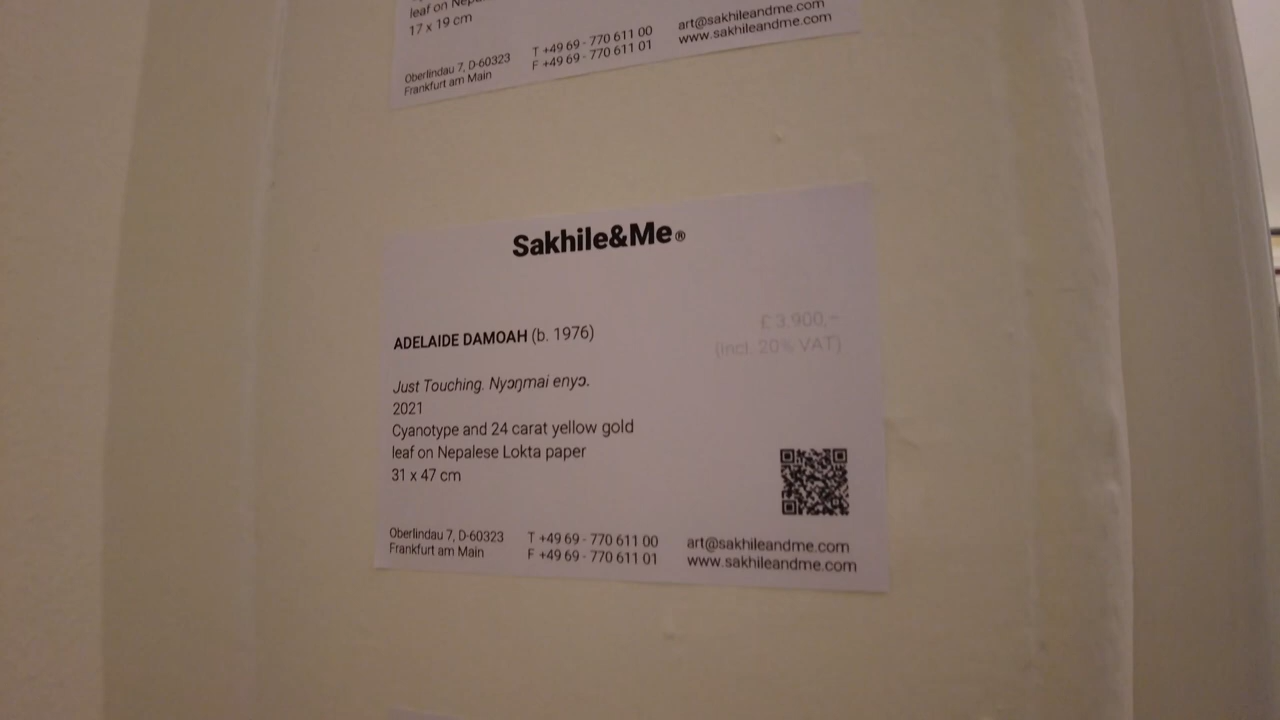 leaf on
17 x 19 cm
Oberlindau 7, D-60323
Frankfurt am Main
T +49 69 - 770 611 00
F +49 69 - 770 611 01
art@sakhileandme.com
www.sakhileandme.com
Sakhile&Me®
ADELAIDE DAMOAH (b. 1976)
£ 3 900,-
(incl. 20% VAT)
Just Touching. Nyɔŋmai enyɔ.
2021
Cyanotype and 24 carat yellow gold
leaf on Nepalese Lokta paper
31 x 47 cm
Oberlindau 7, D-60323
Frankfurt am Main
T +49 69 - 770 611 00
F +49 69 - 770 611 01
art@sakhileandme.com
www.sakhileandme.com